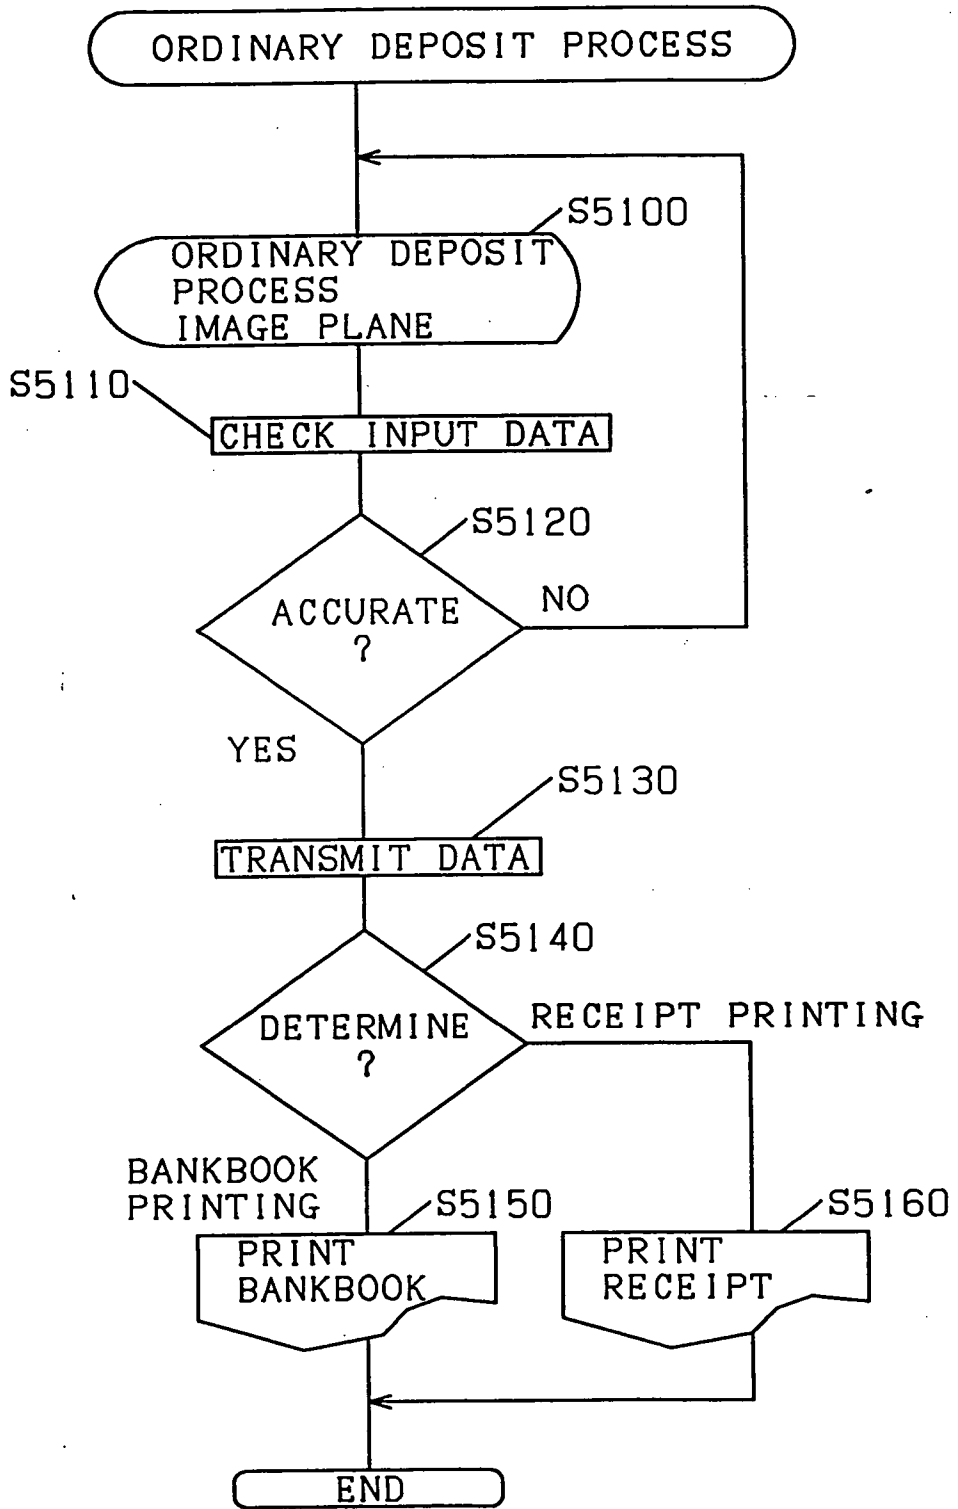 ORDINARY DEPOSIT PROCESS
S5100
ORDINARY DEPOSIT
PROCESS
IMAGE PLANE
S5110
CHECK INPUT DATA
S5120
ACCURATE
?
NO
YES
S5130
TRANSMIT DATA
S5140
DETERMINE
?
RECEIPT PRINTING
BANKBOOK
PRINTING
S5150
PRINT
BANKBOOK
S5160
PRINT
RECEIPT
END